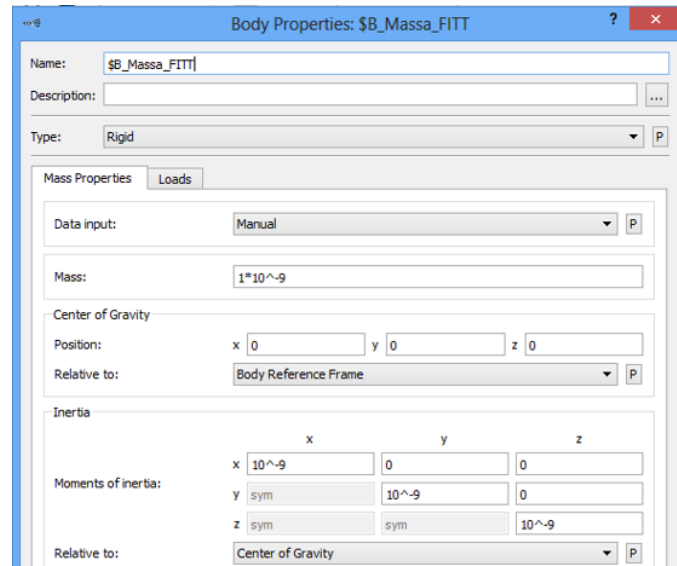 Body Properties: $B_Massa_FITT ? ×
Name: $B_Massa_FITT
Description: ...
Type: Rigid P
Mass Properties Loads
Data input: Manual P
Mass: 1*10^-9
Center of Gravity
Position: x 0 y 0 z 0
Relative to: Body Reference Frame P
Inertia
x y z
x 10^-9 0 0
Moments of inertia: y sym 10^-9 0
z sym sym 10^-9
Relative to: Center of Gravity P